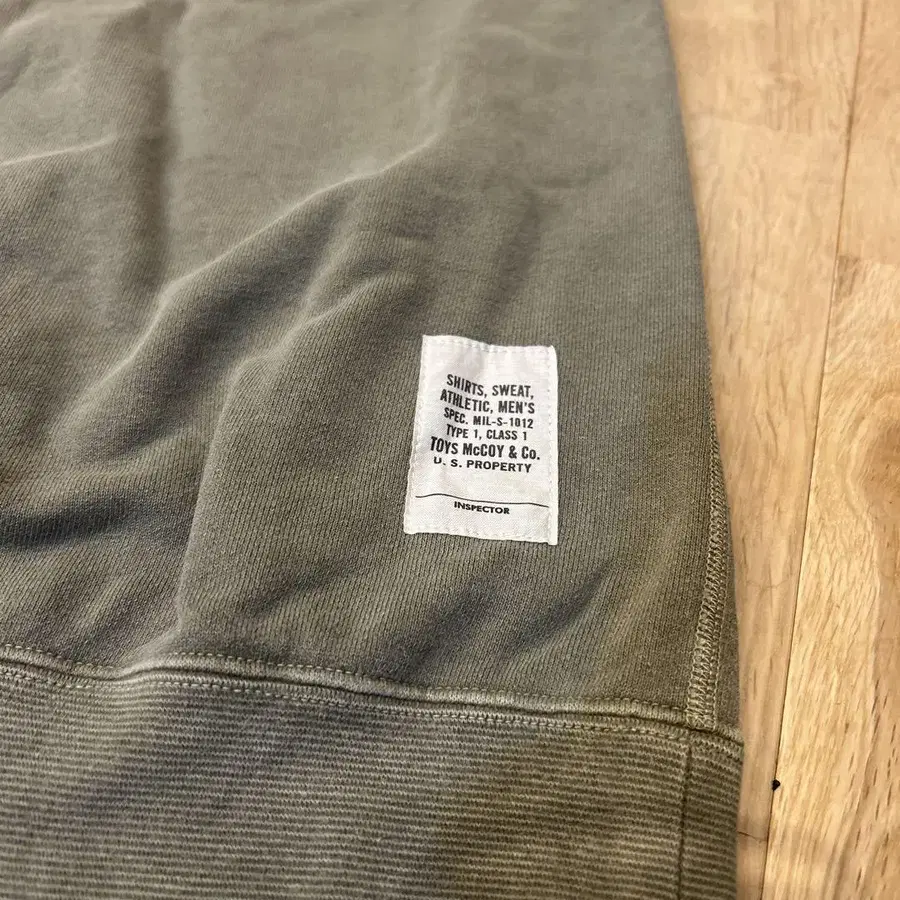 SHIRTS, SWEAT,
ATHLETIC, MEN'S
SPEC. MIL-S-1012
TYPE 1, CLASS 1
TOYS McCOY & Co.
U. S. PROPERTY
INSPECTOR